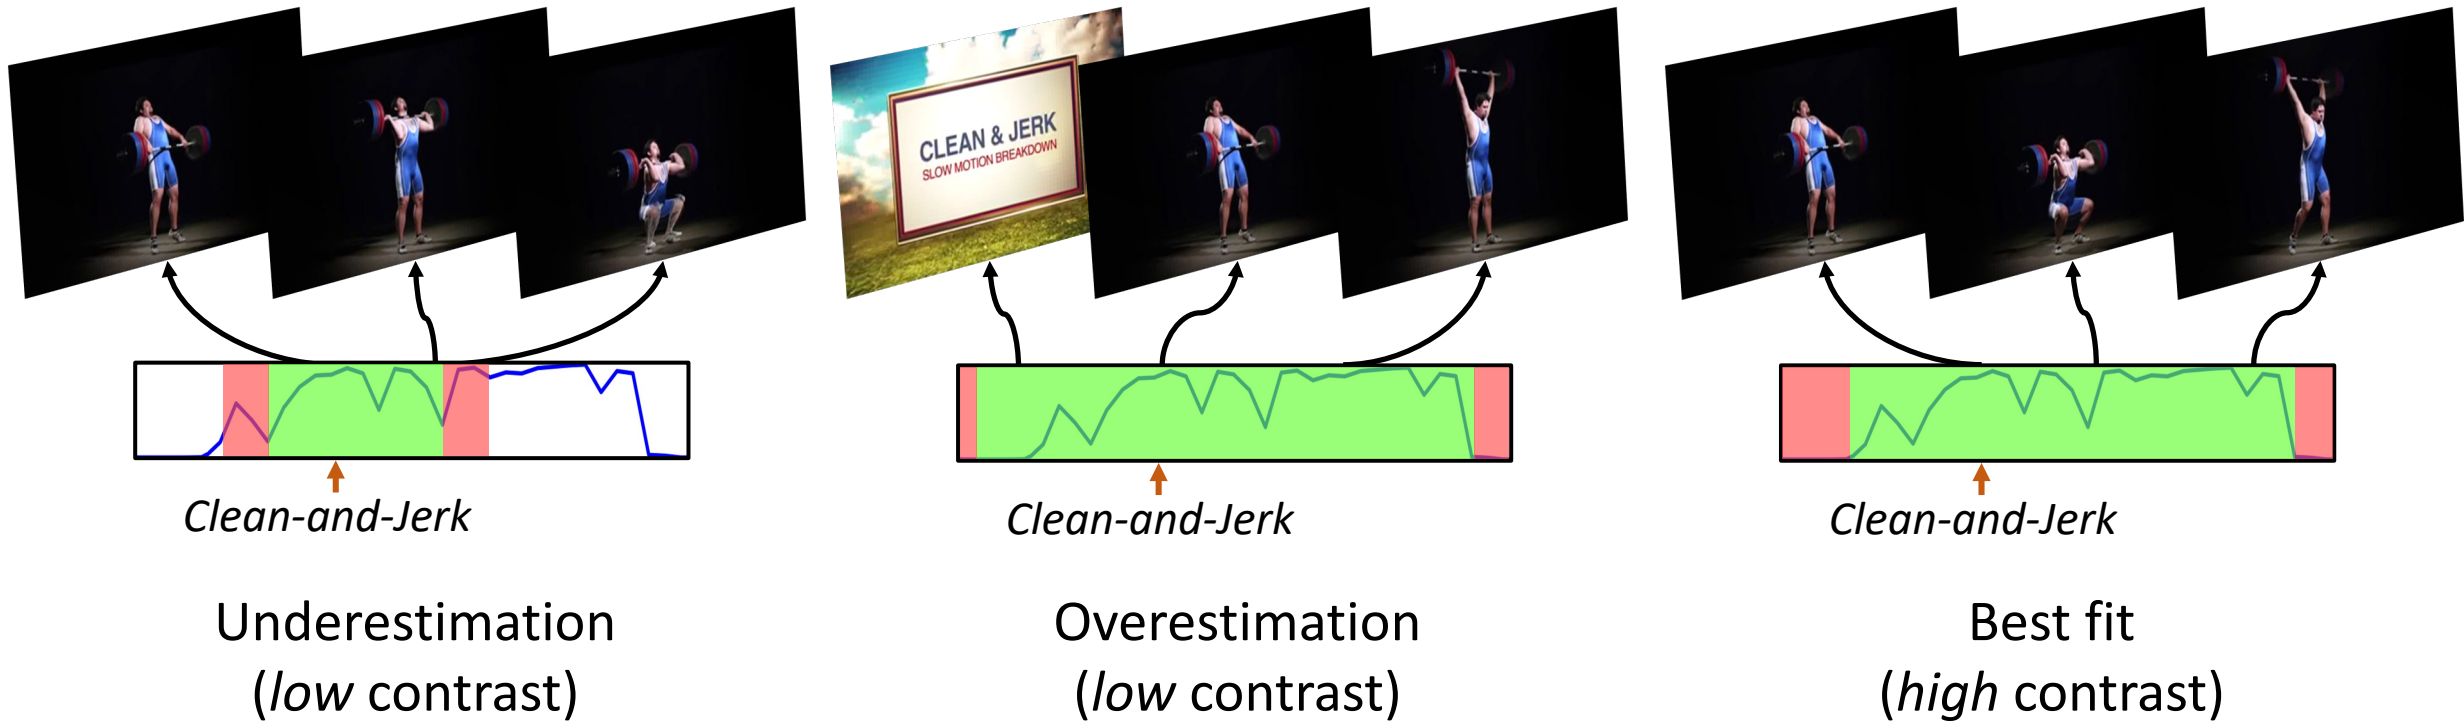 CLEAN & JERK
SLOW MOTION BREAKDOWN
Clean-and-Jerk
Clean-and-Jerk
Clean-and-Jerk
Underestimation
(low contrast)
Overestimation
(low contrast)
Best fit
(high contrast)